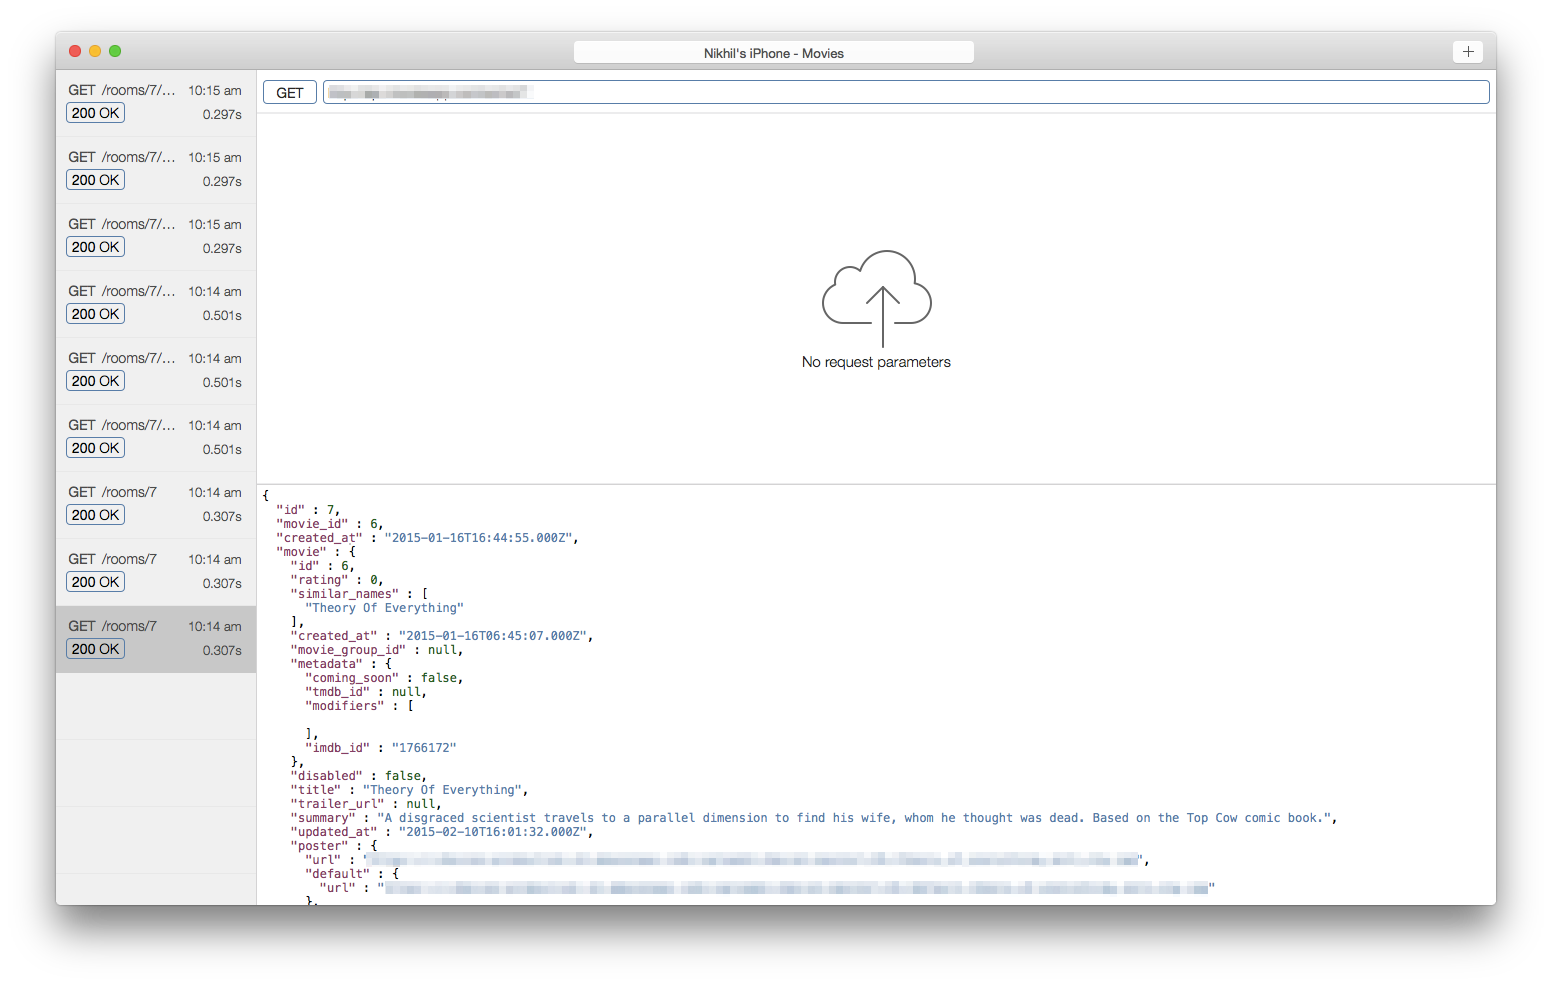 Nikhil's iPhone - Movies
GET /rooms/7/... 10:15 am
200 OK 0.297s
GET /rooms/7/... 10:15 am
200 OK 0.297s
GET /rooms/7/... 10:15 am
200 OK 0.297s
GET /rooms/7/... 10:14 am
200 OK 0.501s
GET /rooms/7/... 10:14 am
200 OK 0.501s
GET /rooms/7/... 10:14 am
200 OK 0.501s
GET /rooms/7 10:14 am
200 OK 0.307s
GET /rooms/7 10:14 am
200 OK 0.307s
GET /rooms/7 10:14 am
200 OK 0.307s
GET
No request parameters
{
"id" : 7,
"movie_id" : 6,
"created_at" : "2015-01-16T16:44:55.000Z",
"movie" : {
"id" : 6,
"rating" : 0,
"similar_names" : [
"Theory Of Everything"
],
"created_at" : "2015-01-16T06:45:07.000Z",
"movie_group_id" : null,
"metadata" : {
"coming_soon" : false,
"tmdb_id" : null,
"modifiers" : [
],
"imdb_id" : "1766172"
},
"disabled" : false,
"title" : "Theory Of Everything",
"trailer_url" : null,
"summary" : "A disgraced scientist travels to a parallel dimension to find his wife, whom he thought was dead. Based on the Top Cow comic book.",
"updated_at" : "2015-02-10T16:01:32.000Z",
"poster" : {
"url" : "",
"default" : {
"url" : ""
},